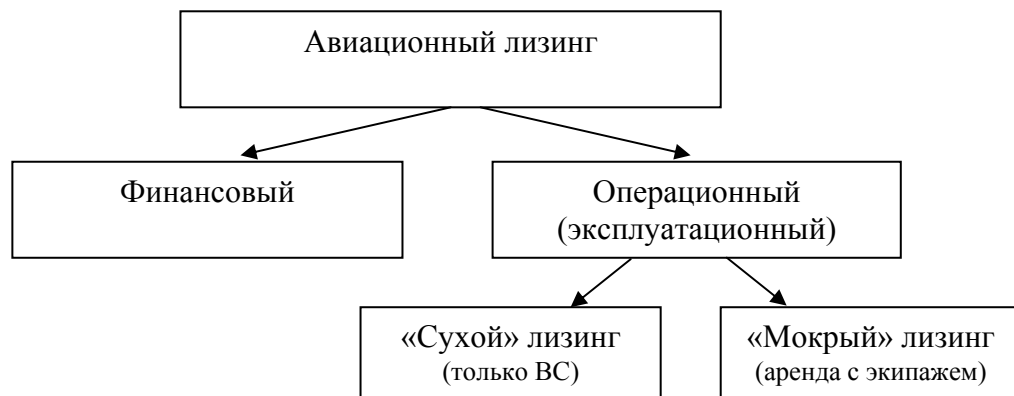 Авиационный лизинг
Финансовый
Операционный
(эксплуатационный)
«Сухой» лизинг
(только ВС)
«Мокрый» лизинг
(аренда с экипажем)